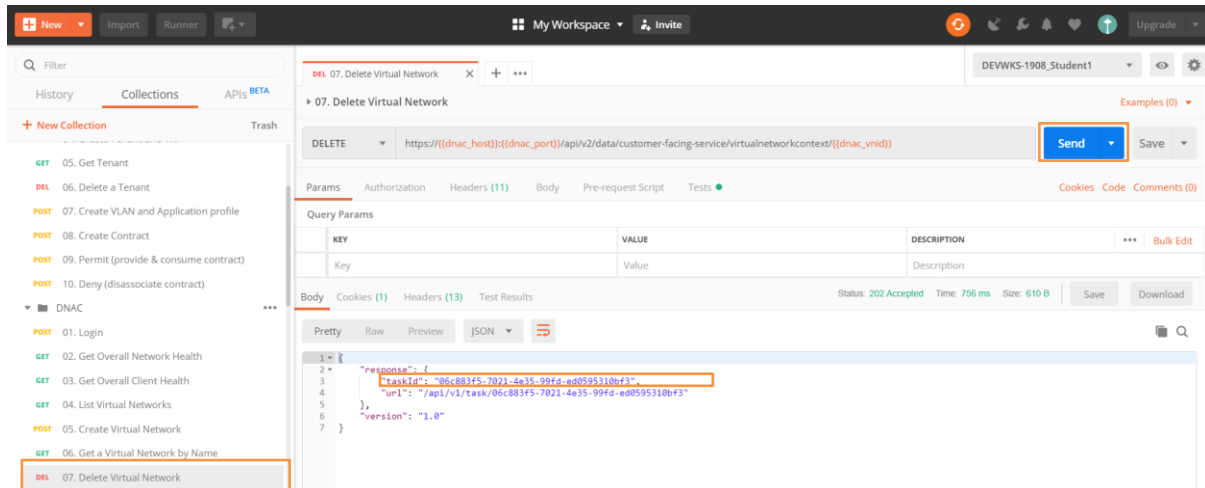 New Import Runner My Workspace Invite Upgrade
Filter
History Collections APIs BETA
+ New Collection Trash
GET 05. Get Tenant
DEL 06. Delete a Tenant
POST 07. Create VLAN and Application profile
POST 08. Create Contract
POST 09. Permit (provide & consume contract)
POST 10. Deny (disassociate contract)
DNAC
POST 01. Login
GET 02. Get Overall Network Health
GET 03. Get Overall Client Health
GET 04. List Virtual Networks
POST 05. Create Virtual Network
GET 06. Get a Virtual Network by Name
DEL 07. Delete Virtual Network
DEL 07. Delete Virtual Network DEVWKS-1908_Student1
07. Delete Virtual Network Examples (0)
DELETE https://{{dnac_host}}:{{dnac_port}}/api/v2/data/customer-facing-service/virtualnetworkcontext/{{dnac_vnid}} Send Save
Params Authorization Headers (11) Body Pre-request Script Tests Cookies Code Comments (0)
Query Params
KEY VALUE DESCRIPTION Bulk Edit
Key Value Description
Body Cookies (1) Headers (13) Test Results Status: 202 Accepted Time: 756 ms Size: 610 B Save Download
Pretty Raw Preview JSON
1 {
2 "response": {
3 "taskId": "06c883f5-7021-4e35-99fd-ed0595310bf3",
4 "url": "/api/v1/task/06c883f5-7021-4e35-99fd-ed0595310bf3"
5 },
6 "version": "1.0"
7 }